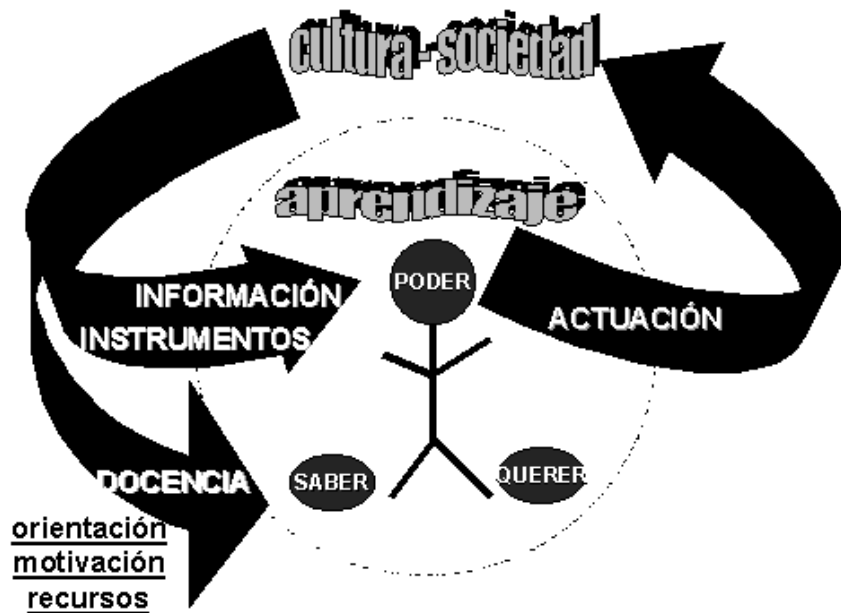 cultura - sociedad
aprendizaje
PODER
INFORMACIÓN
INSTRUMENTOS
ACTUACIÓN
DOCENCIA
SABER
QUERER
orientación
motivación
recursos